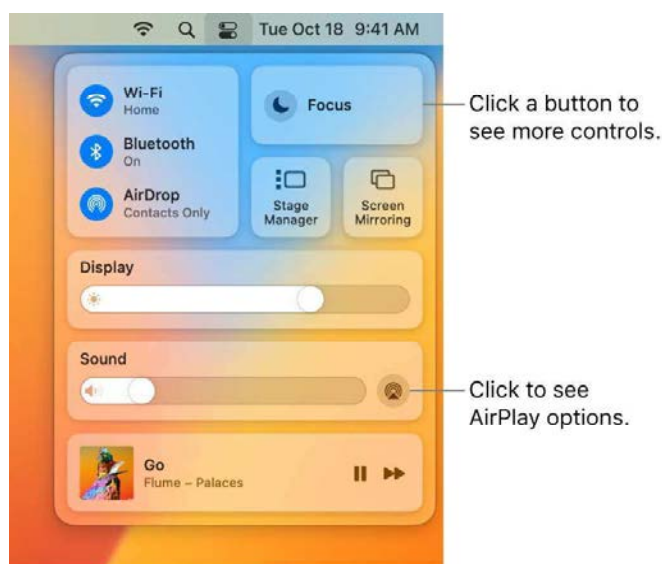 Tue Oct 18 9:41 AM
Wi-Fi
Home
Bluetooth
On
AirDrop
Contacts Only
Focus
Stage
Manager
Screen
Mirroring
Click a button to
see more controls.
Display
Sound
Click to see
AirPlay options.
Go
Flume – Palaces